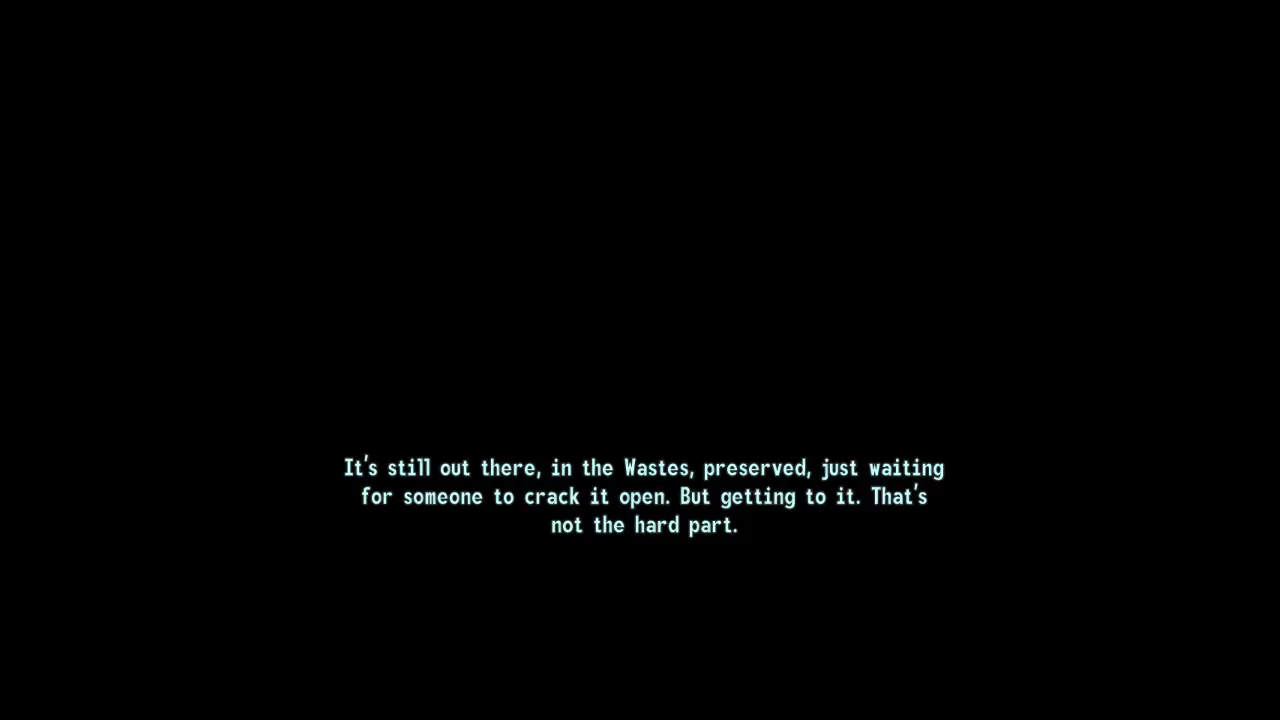 It's still out there, in the Wastes, preserved, just waiting
for someone to crack it open. But getting to it. That's
not the hard part.